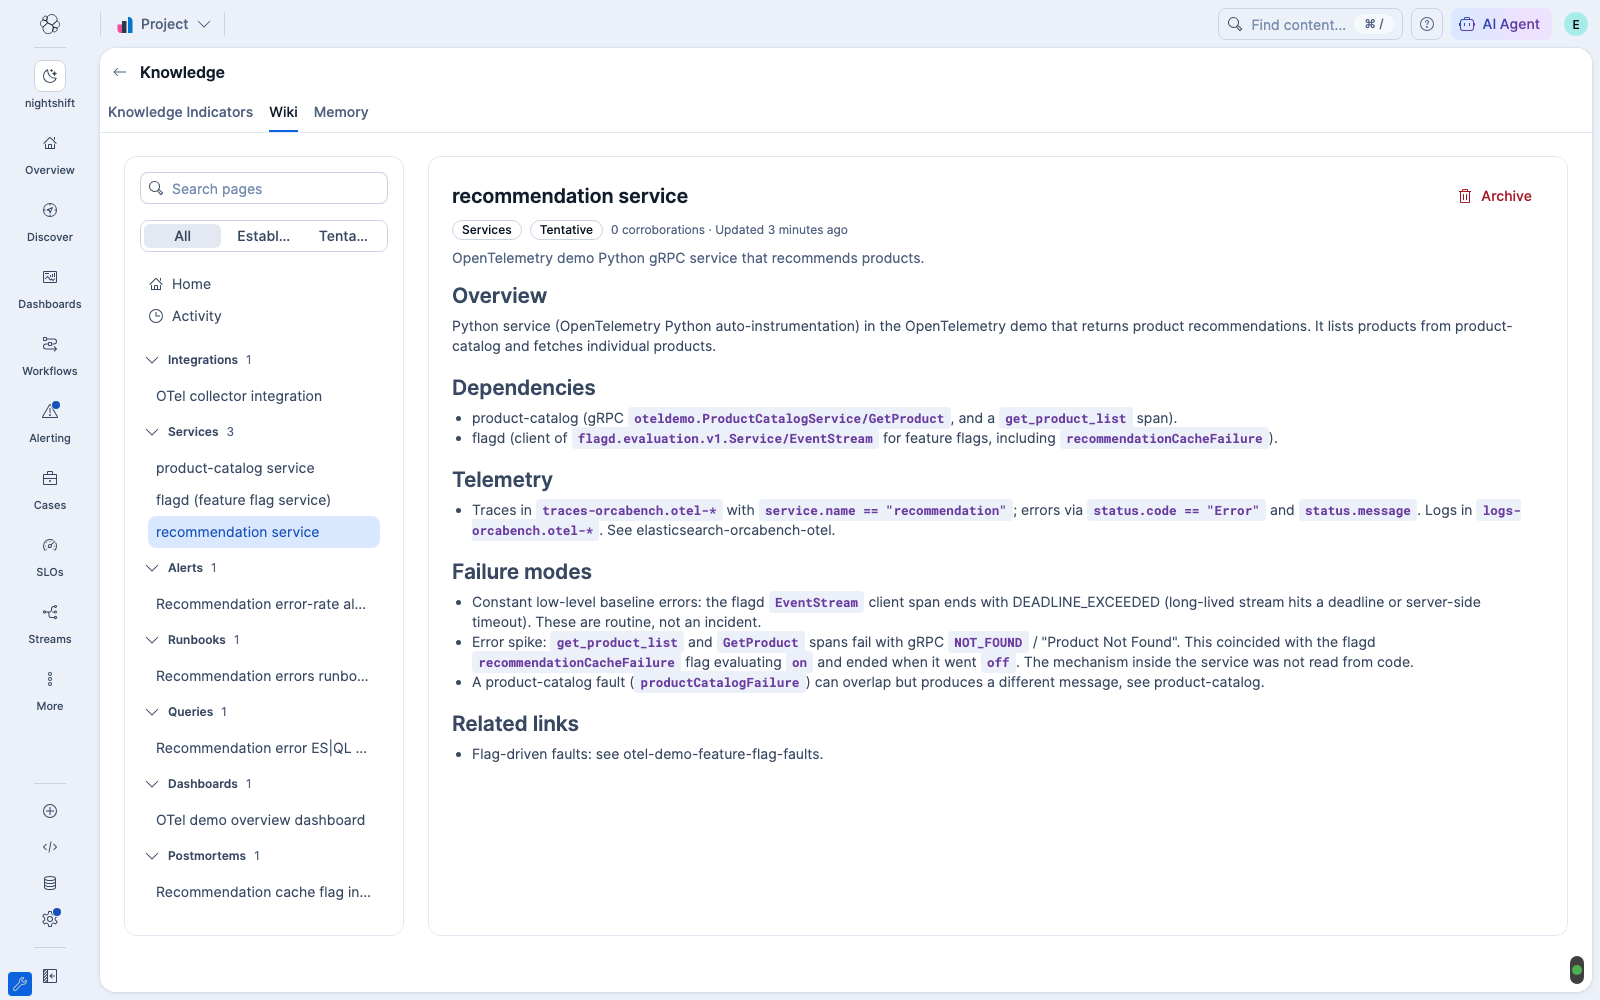 Project
Find content...
⌘ /
AI Agent
E
nightshift
Overview
Discover
Dashboards
Workflows
Alerting
Cases
SLOs
Streams
More
Knowledge
Knowledge Indicators
Wiki
Memory
Search pages
All
Establ...
Tenta...
Home
Activity
Integrations 1
OTel collector integration
Services 3
product-catalog service
flagd (feature flag service)
recommendation service
Alerts 1
Recommendation error-rate al...
Runbooks 1
Recommendation errors runbo...
Queries 1
Recommendation error ES|QL ...
Dashboards 1
OTel demo overview dashboard
Postmortems 1
Recommendation cache flag in...
recommendation service
Archive
Services
Tentative
0 corroborations · Updated 3 minutes ago
OpenTelemetry demo Python gRPC service that recommends products.
Overview
Python service (OpenTelemetry Python auto-instrumentation) in the OpenTelemetry demo that returns product recommendations. It lists products from product-
catalog and fetches individual products.
Dependencies
• product-catalog (gRPC oteldemo.ProductCatalogService/GetProduct, and a get_product_list span).
• flagd (client of flagd.evaluation.v1.Service/EventStream for feature flags, including recommendationCacheFailure).
Telemetry
• Traces in traces-orcabench.otel-* with service.name == "recommendation"; errors via status.code == "Error" and status.message. Logs in logs-
orcabench.otel-*. See elasticsearch-orcabench-otel.
Failure modes
• Constant low-level baseline errors: the flagd EventStream client span ends with DEADLINE_EXCEEDED (long-lived stream hits a deadline or server-side
timeout). These are routine, not an incident.
• Error spike: get_product_list and GetProduct spans fail with gRPC NOT_FOUND / "Product Not Found". This coincided with the flagd
recommendationCacheFailure flag evaluating on and ended when it went off. The mechanism inside the service was not read from code.
• A product-catalog fault (productCatalogFailure) can overlap but produces a different message, see product-catalog.
Related links
• Flag-driven faults: see otel-demo-feature-flag-faults.